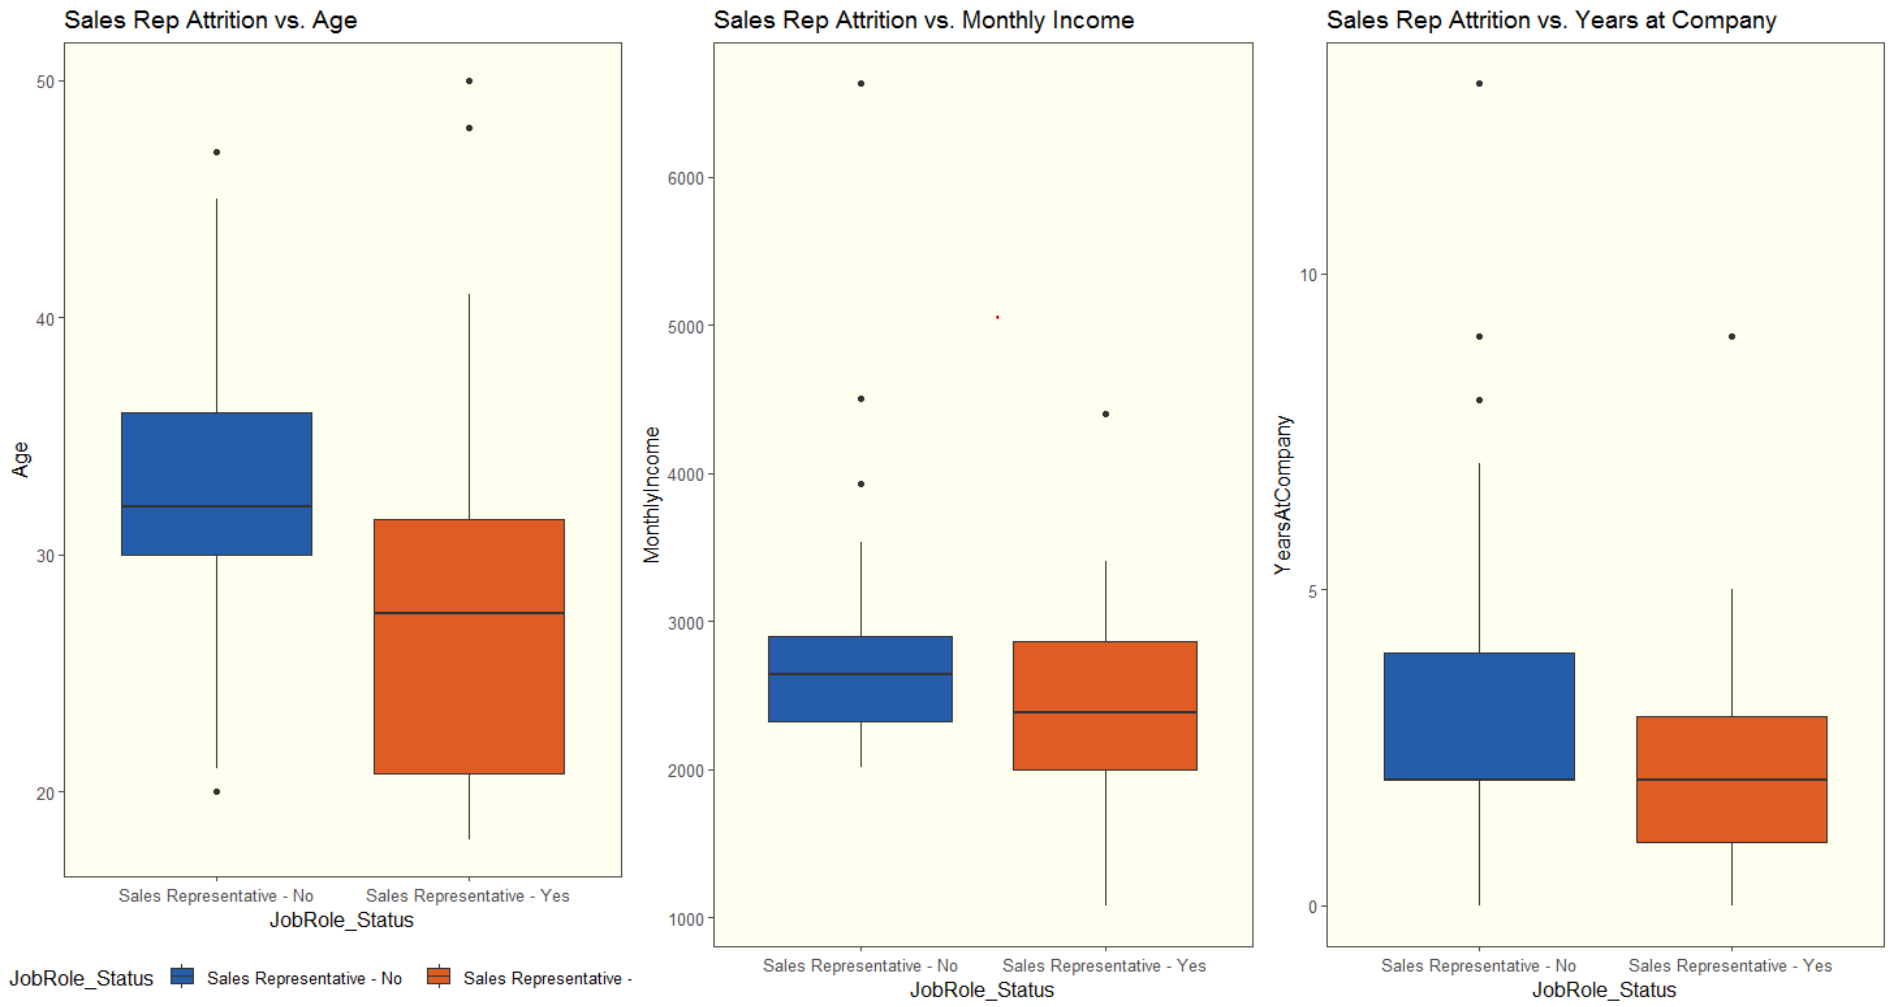 Sales Rep Attrition vs. Age
50
40
30
20
Age
Sales Representative - No
Sales Representative - Yes
JobRole_Status
JobRole_Status
Sales Representative - No
Sales Representative -
Sales Rep Attrition vs. Monthly Income
6000
5000
4000
3000
2000
1000
MonthlyIncome
Sales Representative - No
Sales Representative - Yes
JobRole_Status
Sales Rep Attrition vs. Years at Company
10
5
0
YearsAtCompany
Sales Representative - No
Sales Representative - Yes
JobRole_Status